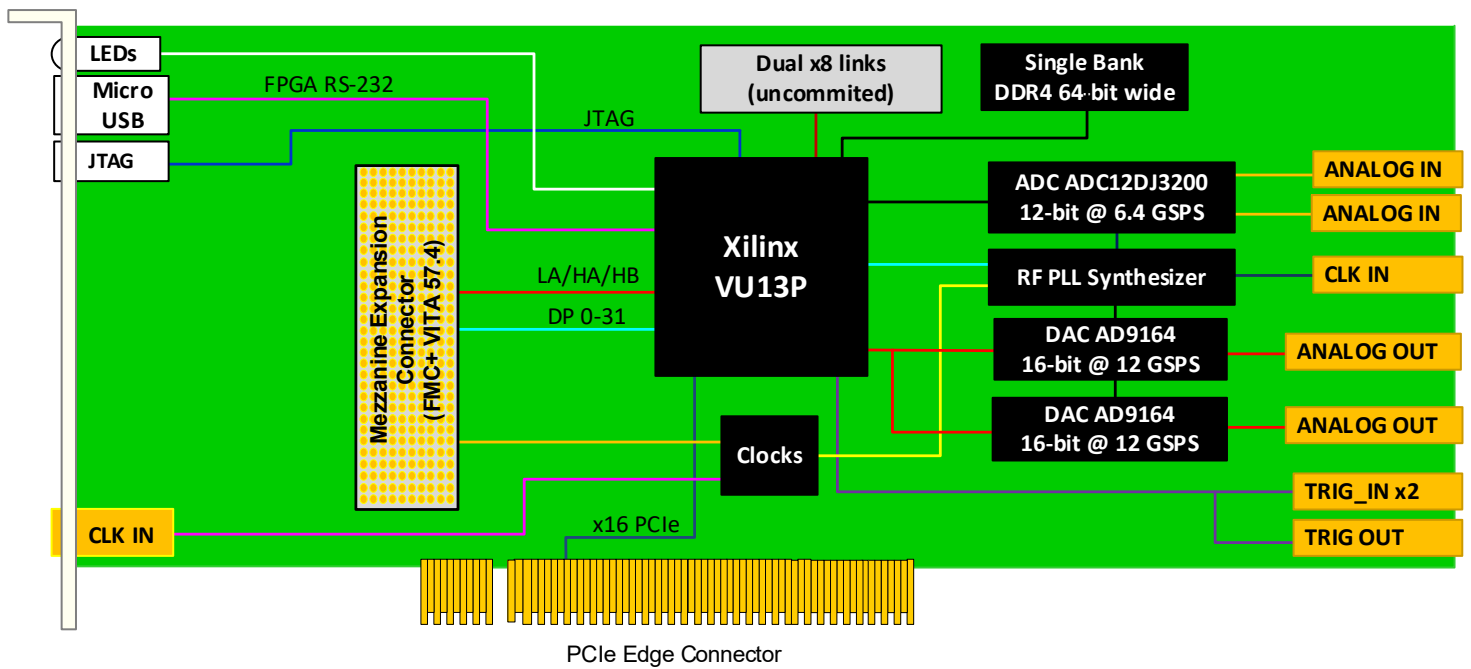 LEDs
Micro
USB
JTAG
FPGA RS-232
JTAG
Dual x8 links
(uncommited)
Single Bank
DDR4 64-bit wide
Mezzanine Expansion
Connector
(FMC+ VITA 57.4)
LA/HA/HB
DP 0-31
Xilinx
VU13P
ADC ADC12DJ3200
12-bit @ 6.4 GSPS
RF PLL Synthesizer
DAC AD9164
16-bit @ 12 GSPS
DAC AD9164
16-bit @ 12 GSPS
ANALOG IN
ANALOG IN
CLK IN
ANALOG OUT
ANALOG OUT
TRIG_IN x2
TRIG OUT
Clocks
CLK IN
x16 PCIe
PCIe Edge Connector